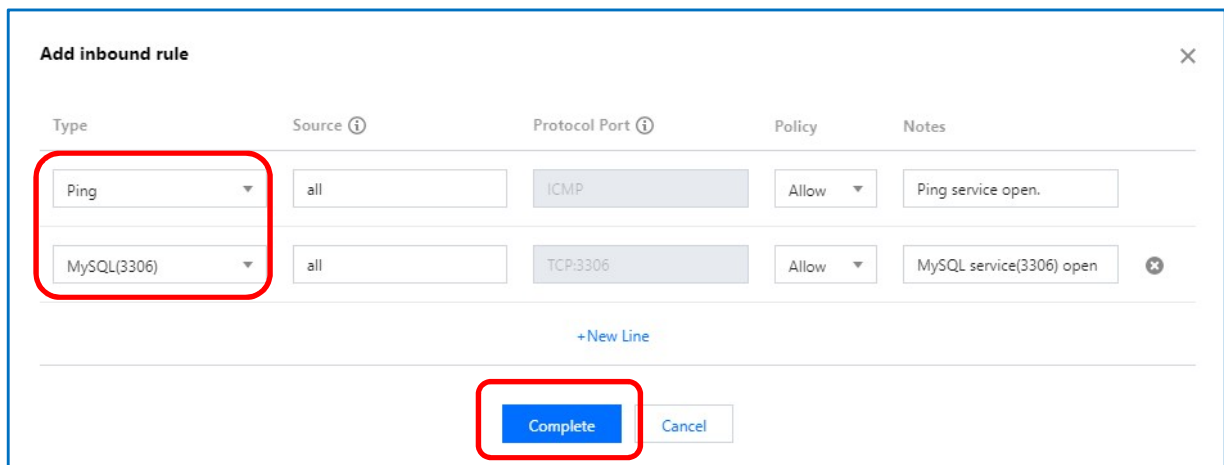 Add inbound rule
Type Source Protocol Port Policy Notes
Ping all ICMP Allow Ping service open.
MySQL(3306) all TCP:3306 Allow MySQL service(3306) open
+New Line
Complete Cancel